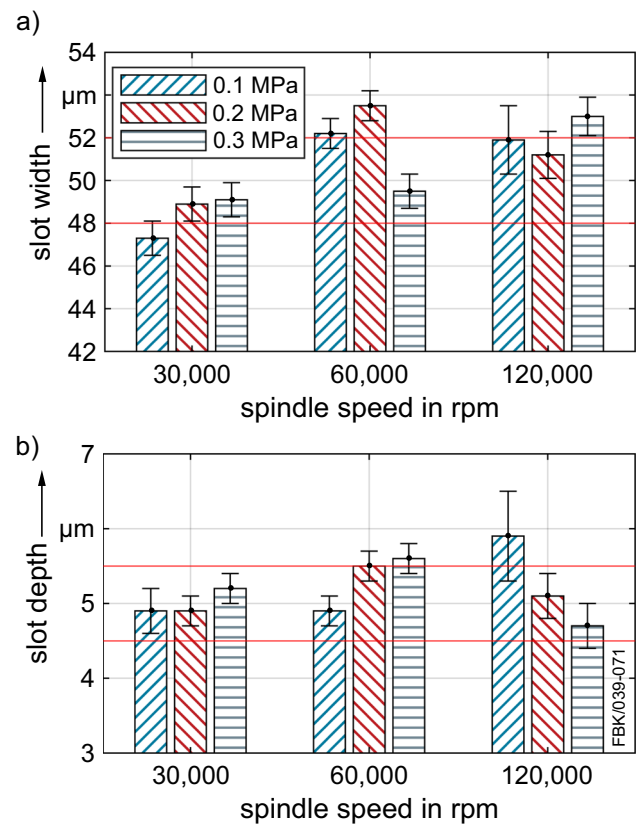 a)
54
μm
52
50
48
46
44
42
slot width
0.1 MPa
0.2 MPa
0.3 MPa
30,000 60,000 120,000
spindle speed in rpm
b)
7
μm
5
4
3
slot depth
FBK/039-071
30,000 60,000 120,000
spindle speed in rpm